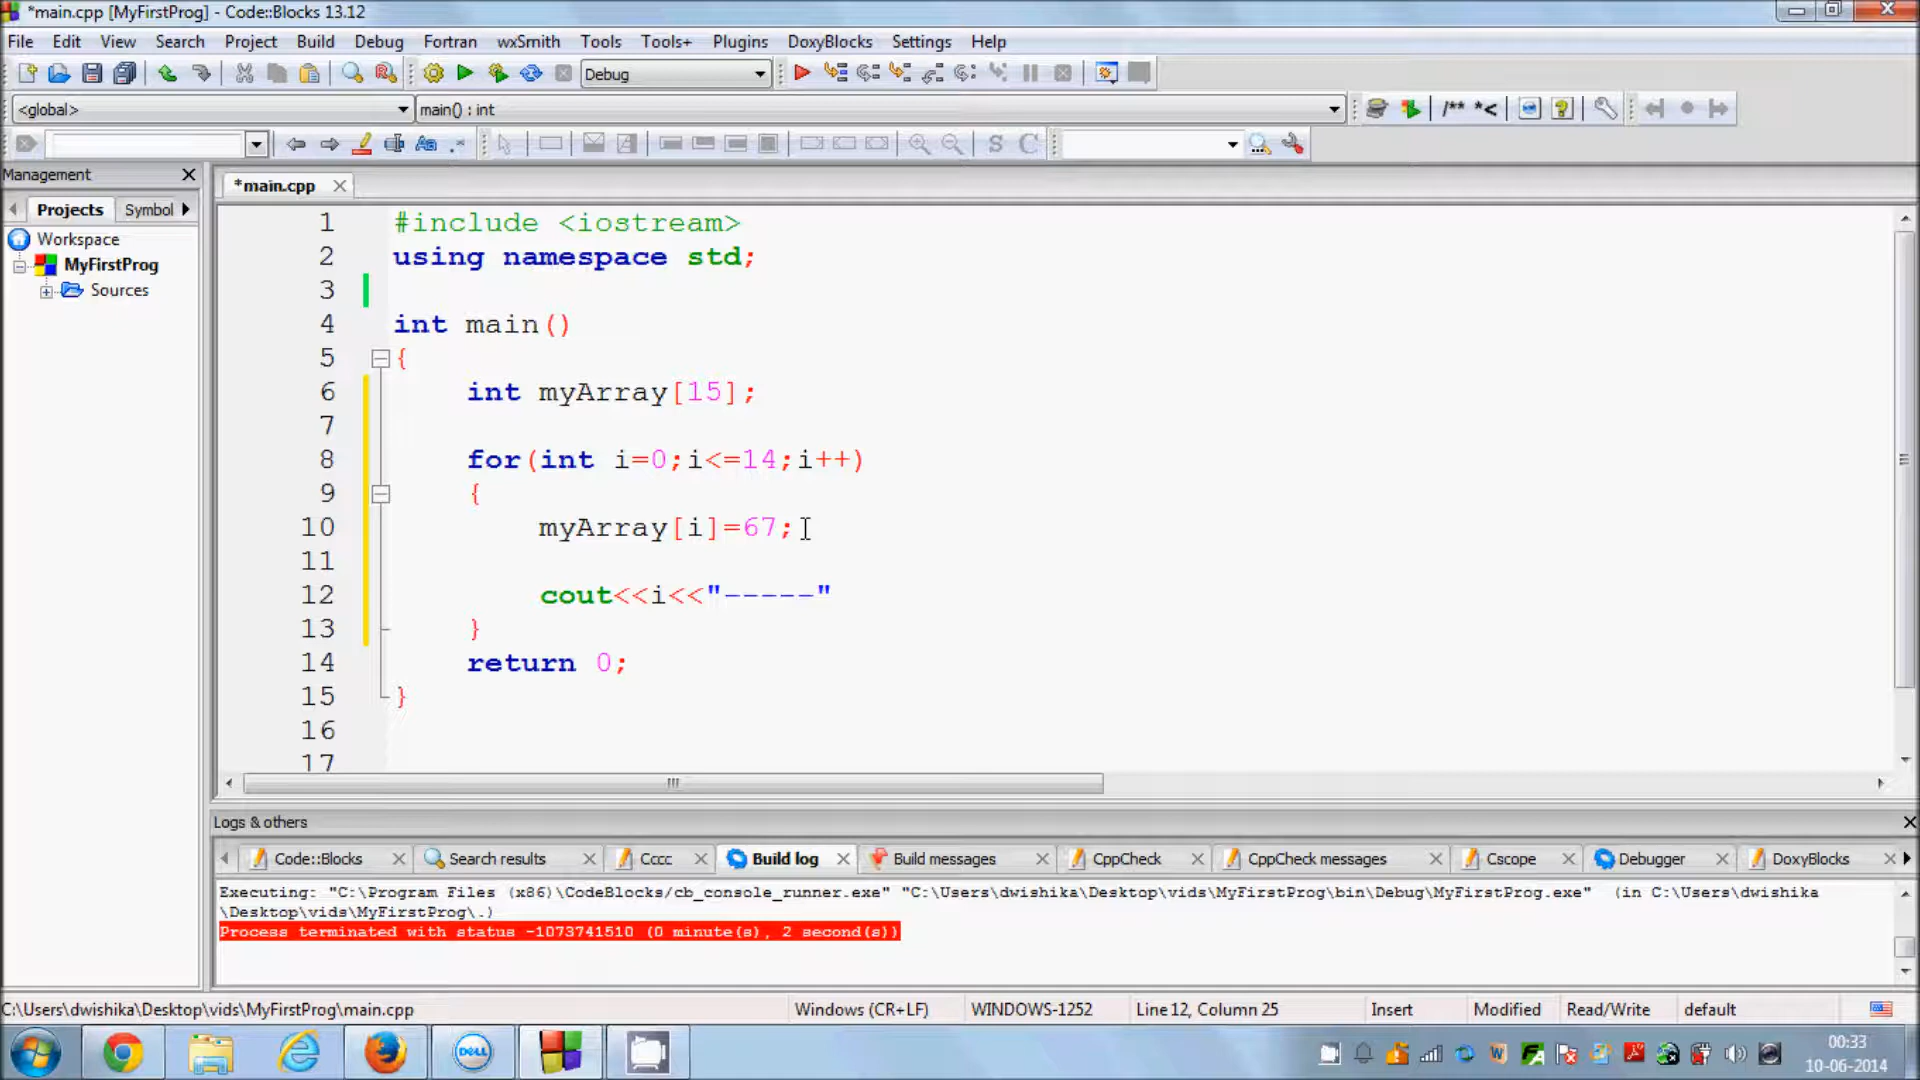 *main.cpp [MyFirstProg] - Code::Blocks 13.12
File Edit View Search Project Build Debug Fortran wxSmith Tools Tools+ Plugins DoxyBlocks Settings Help
Debug
<global> main() : int
/** *<
S C
Management
*main.cpp
Projects Symbol
Workspace
MyFirstProg
Sources
1 #include <iostream>
2 using namespace std;
3
4 int main()
5 {
6 int myArray[15];
7
8 for(int i=0;i<=14;i++)
9 {
10 myArray[i]=67;
11
12 cout<<i<<"-----"
13 }
14 return 0;
15 }
16
17
Logs & others
Code::Blocks Search results Cccc Build log Build messages CppCheck CppCheck messages Cscope Debugger DoxyBlocks
Executing: "C:\Program Files (x86)\CodeBlocks/cb_console_runner.exe" "C:\Users\dwishika\Desktop\vids\MyFirstProg\bin\Debug\MyFirstProg.exe" (in C:\Users\dwishika
\Desktop\vids\MyFirstProg\.)
Process terminated with status -1073741510 (0 minute(s), 2 second(s))
C:\Users\dwishika\Desktop\vids\MyFirstProg\main.cpp Windows (CR+LF) WINDOWS-1252 Line 12, Column 25 Insert Modified Read/Write default
DELL
00:33
10-06-2014